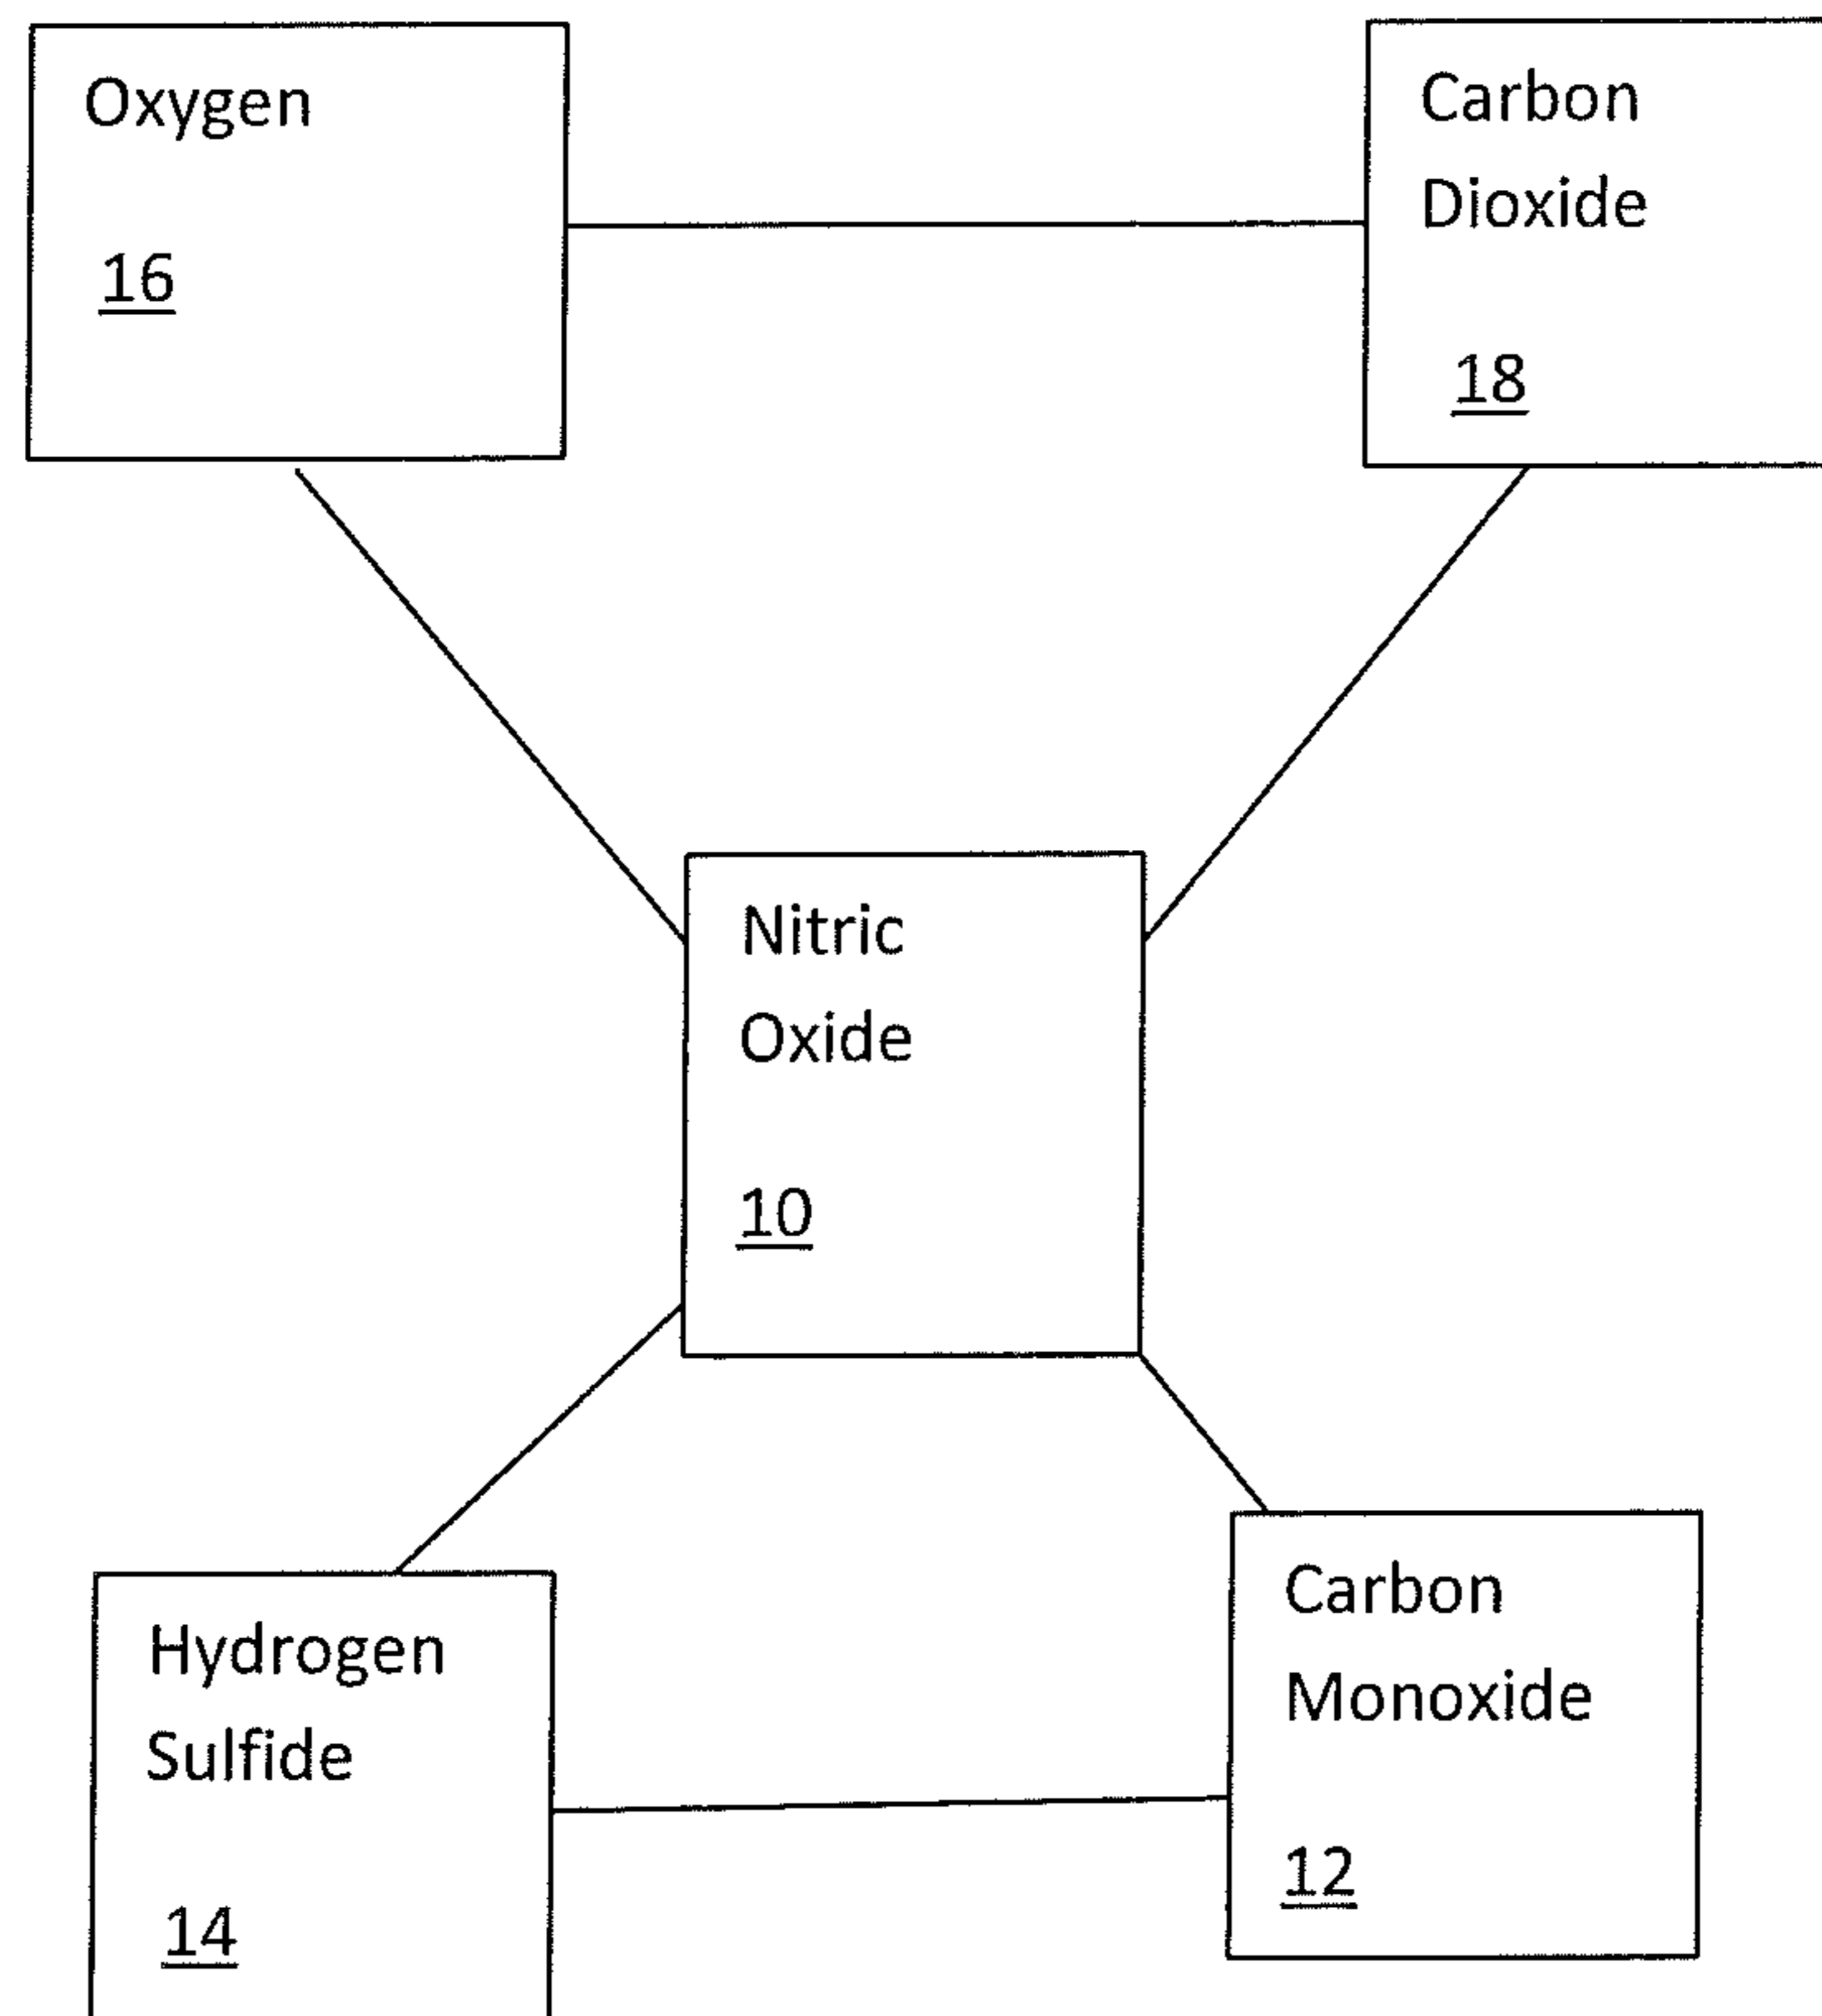 Oxygen
16
Carbon
Dioxide
18
Nitric
Oxide
10
Hydrogen
Sulfide
14
Carbon
Monoxide
12